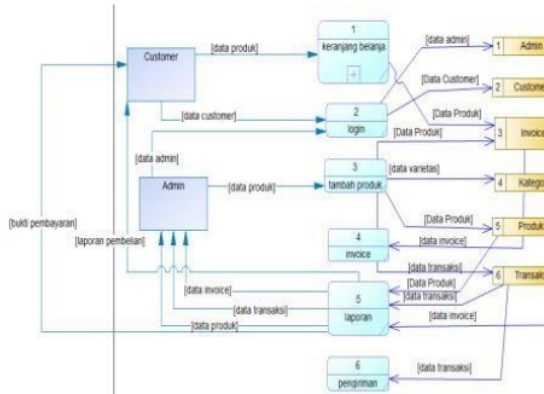 1
keranjang belanja
+
[data produk]
Customer
[data admin]
1
Admin
[Data Customer]
2
[data customer]
2
login
[Data Produk]
3
Invoice
[Data Produk]
[data admin]
3
tambah produk
[data varietas]
4
Admin
[data produk]
[Data Produk]
5
Produk
[bukti pembayaran]
[laporan pembelian]
4
invoice
[data invoice]
[data transaksi]
6
[data invoice]
[Data Produk]
[data transaksi]
[data transaksi]
5
laporan
[data invoice]
[data produk]
6
pengiriman
[data transaksi]